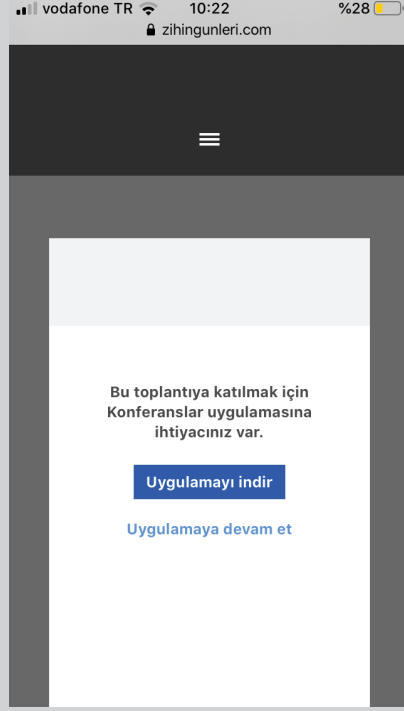 vodafone TR 10:22 %28
zihingunleri.com
Bu toplantıya katılmak için
Konferanslar uygulamasına
ihtiyacınız var.
Uygulamayı indir
Uygulamaya devam et